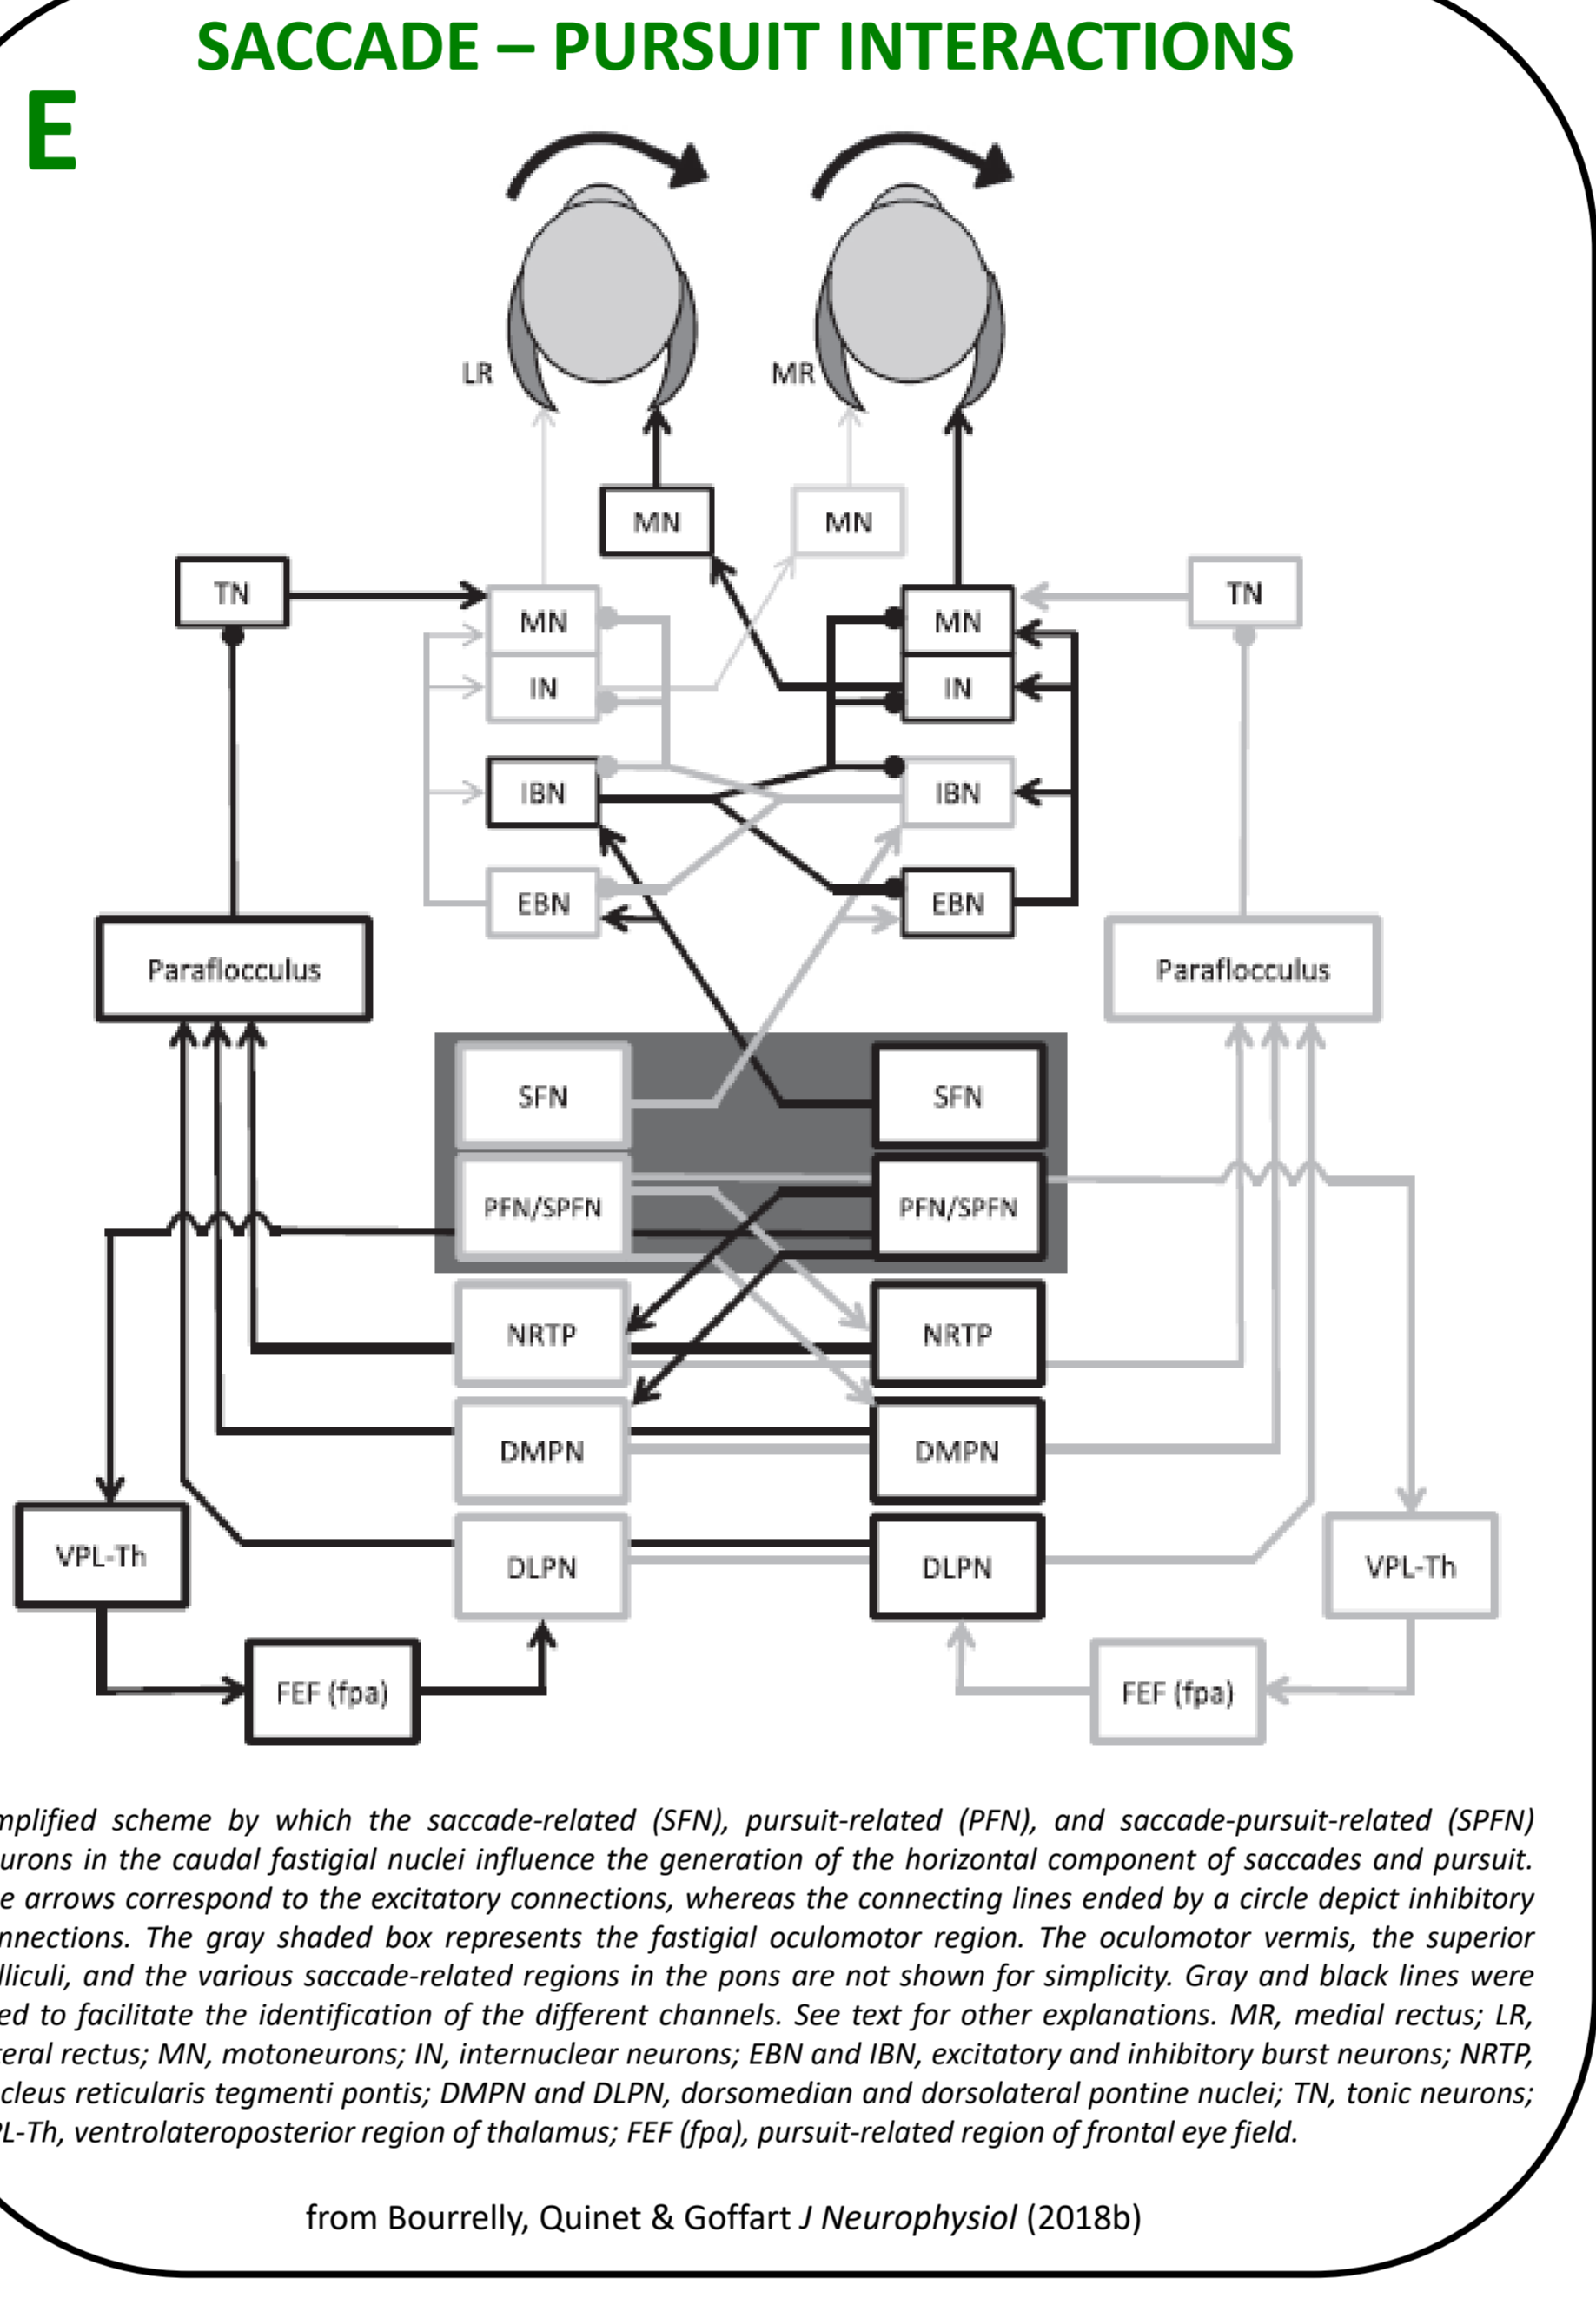 SACCADE – PURSUIT INTERACTIONS
E
LR
MR
MN
MN
TN
TN
MN
MN
IN
IN
IBN
IBN
EBN
EBN
Paraflocculus
Paraflocculus
SFN
SFN
PFN/SPFN
PFN/SPFN
NRTP
NRTP
DMPN
DMPN
VPL-Th
DLPN
DLPN
VPL-Th
FEF (fpa)
FEF (fpa)
scheme by which the saccade-related (SFN), pursuit-related (PFN), and saccade-pursuit-related (SPFN)
in the caudal fastigial nuclei influence the generation of the horizontal component of saccades and pursuit.
arrows correspond to the excitatory connections, whereas the connecting lines ended by a circle depict inhibitory
The gray shaded box represents the fastigial oculomotor region. The oculomotor vermis, the superior
and the various saccade-related regions in the pons are not shown for simplicity. Gray and black lines were
to facilitate the identification of the different channels. See text for other explanations. MR, medial rectus; LR,
rectus; MN, motoneurons; IN, internuclear neurons; EBN and IBN, excitatory and inhibitory burst neurons; NRTP,
reticularis tegmenti pontis; DMPN and DLPN, dorsomedian and dorsolateral pontine nuclei; TN, tonic neurons;
ventrolateroposterior region of thalamus; FEF (fpa), pursuit-related region of frontal eye field.
from Bourrelly, Quinet & Goffart J Neurophysiol (2018b)